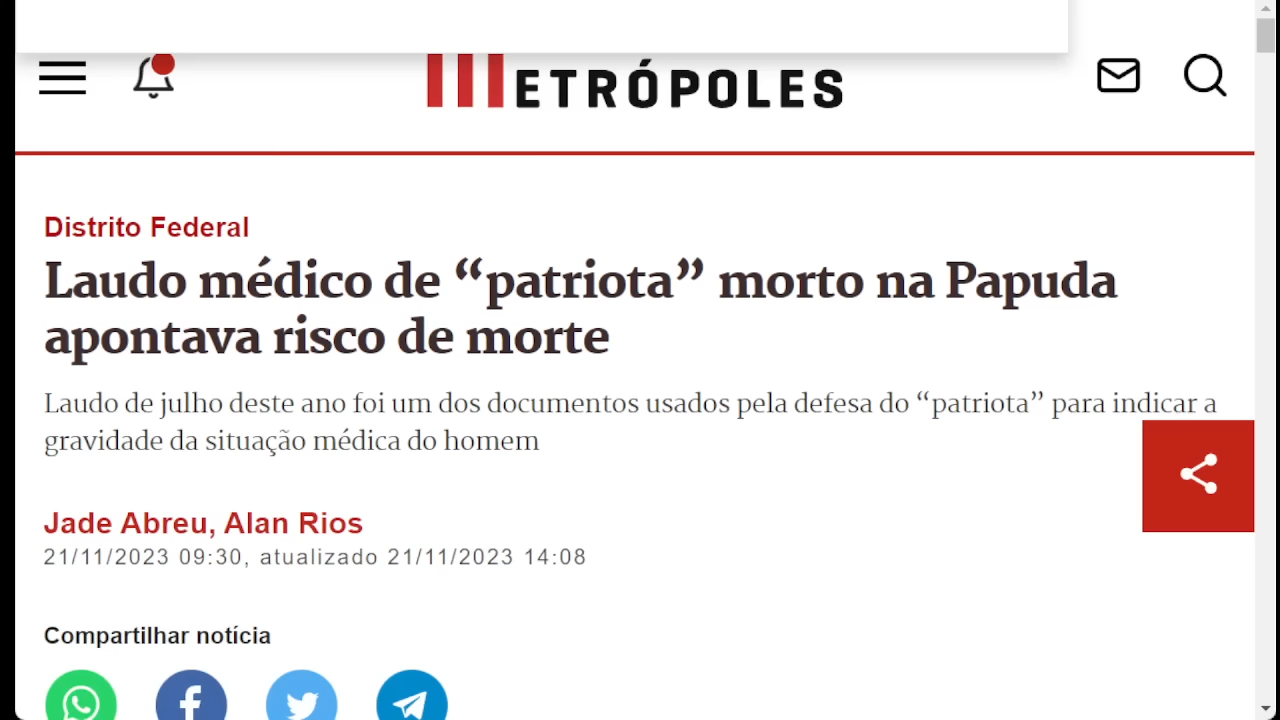 METRÓPOLES
Distrito Federal
Laudo médico de “patriota” morto na Papuda
apontava risco de morte
Laudo de julho deste ano foi um dos documentos usados pela defesa do “patriota” para indicar a
gravidade da situação médica do homem
Jade Abreu, Alan Rios
21/11/2023 09:30, atualizado 21/11/2023 14:08
Compartilhar notícia